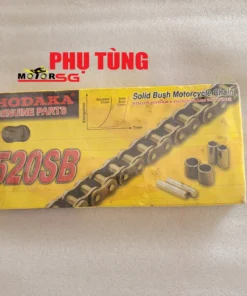 PHỤ TÙNG
MOTORSG
HODAKA
GENUINE PARTS
Solid Bush Motorcycle Chain
520SB